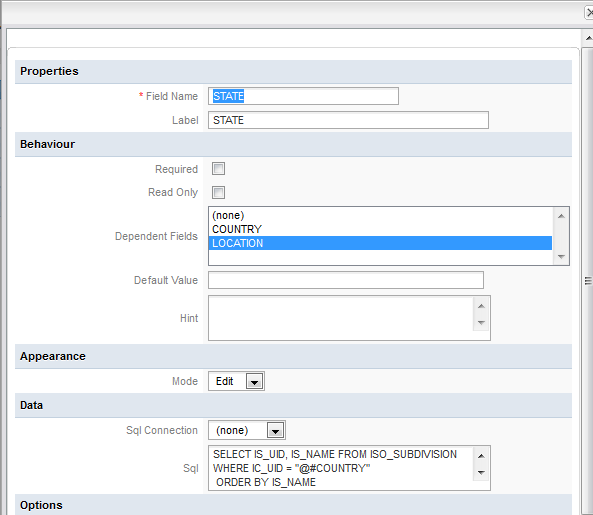 Properties
* Field Name STATE
Label STATE
Behaviour
Required
Read Only
Dependent Fields
(none)
COUNTRY
LOCATION
Default Value
Hint
Appearance
Mode Edit
Data
Sql Connection (none)
Sql
SELECT IS_UID, IS_NAME FROM ISO_SUBDIVISION
WHERE IC_UID = "@#COUNTRY"
ORDER BY IS_NAME
Options